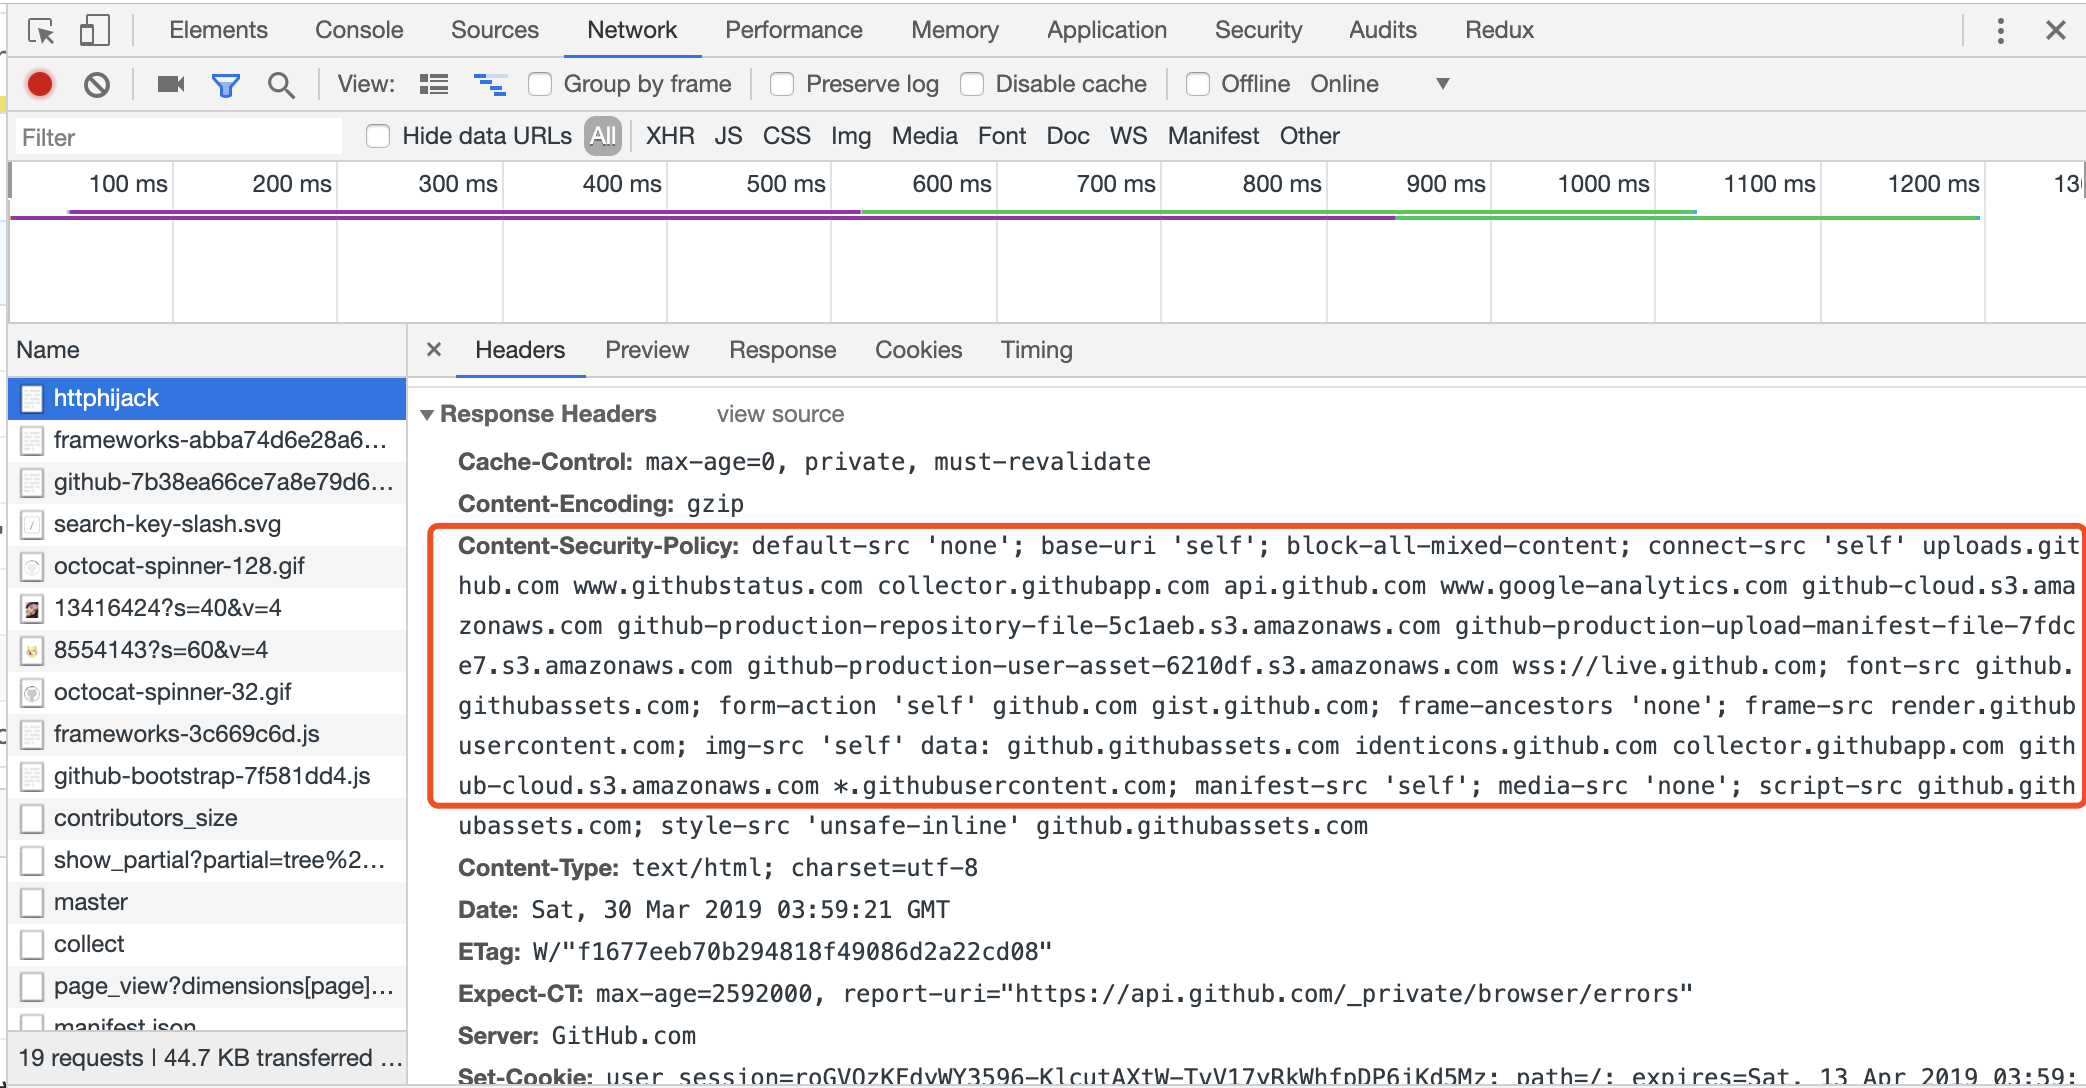 Elements Console Sources Network Performance Memory Application Security Audits Redux
View: Group by frame Preserve log Disable cache Offline Online
Filter Hide data URLs All XHR JS CSS Img Media Font Doc WS Manifest Other
100 ms 200 ms 300 ms 400 ms 500 ms 600 ms 700 ms 800 ms 900 ms 1000 ms 1100 ms 1200 ms
Name
httphijack
frameworks-abba74d6e28a6…
github-7b38ea66ce7a8e79d6…
search-key-slash.svg
octocat-spinner-128.gif
13416424?s=40&v=4
8554143?s=60&v=4
octocat-spinner-32.gif
frameworks-3c669c6d.js
github-bootstrap-7f581dd4.js
contributors_size
show_partial?partial=tree%2…
master
collect
page_view?dimensions[page]…
manifest.json
19 requests | 44.7 KB transferred …
Headers Preview Response Cookies Timing
Response Headers view source
Cache-Control: max-age=0, private, must-revalidate
Content-Encoding: gzip
Content-Security-Policy: default-src 'none'; base-uri 'self'; block-all-mixed-content; connect-src 'self' uploads.git
hub.com www.githubstatus.com collector.githubapp.com api.github.com www.google-analytics.com github-cloud.s3.ama
zonaws.com github-production-repository-file-5c1aeb.s3.amazonaws.com github-production-upload-manifest-file-7fdc
e7.s3.amazonaws.com github-production-user-asset-6210df.s3.amazonaws.com wss://live.github.com; font-src github.
githubassets.com; form-action 'self' github.com gist.github.com; frame-ancestors 'none'; frame-src render.github
usercontent.com; img-src 'self' data: github.githubassets.com identicons.github.com collector.githubapp.com gith
ub-cloud.s3.amazonaws.com *.githubusercontent.com; manifest-src 'self'; media-src 'none'; script-src github.gith
ubassets.com; style-src 'unsafe-inline' github.githubassets.com
Content-Type: text/html; charset=utf-8
Date: Sat, 30 Mar 2019 03:59:21 GMT
ETag: W/"f1677eeb70b294818f49086d2a22cd08"
Expect-CT: max-age=2592000, report-uri="https://api.github.com/_private/browser/errors"
Server: GitHub.com
Set-Cookie: path=/; expires=Sat, 13 Apr 2019 03:59: